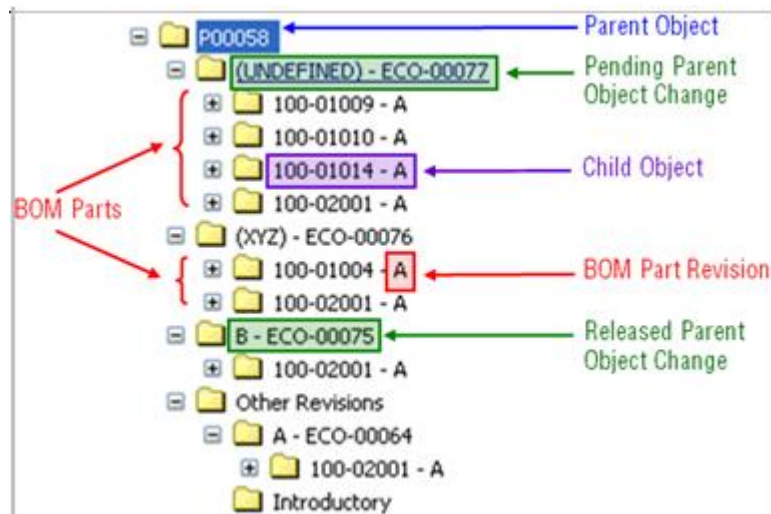 P00058
Parent Object
(UNDEFINED) - ECO-00077
Pending Parent
Object Change
100-01009 - A
100-01010 - A
100-01014 - A
Child Object
100-02001 - A
BOM Parts
(XYZ) - ECO-00076
100-01004 - A
BOM Part Revision
100-02001 - A
B - ECO-00075
Released Parent
Object Change
100-02001 - A
Other Revisions
A - ECO-00064
100-02001 - A
Introductory